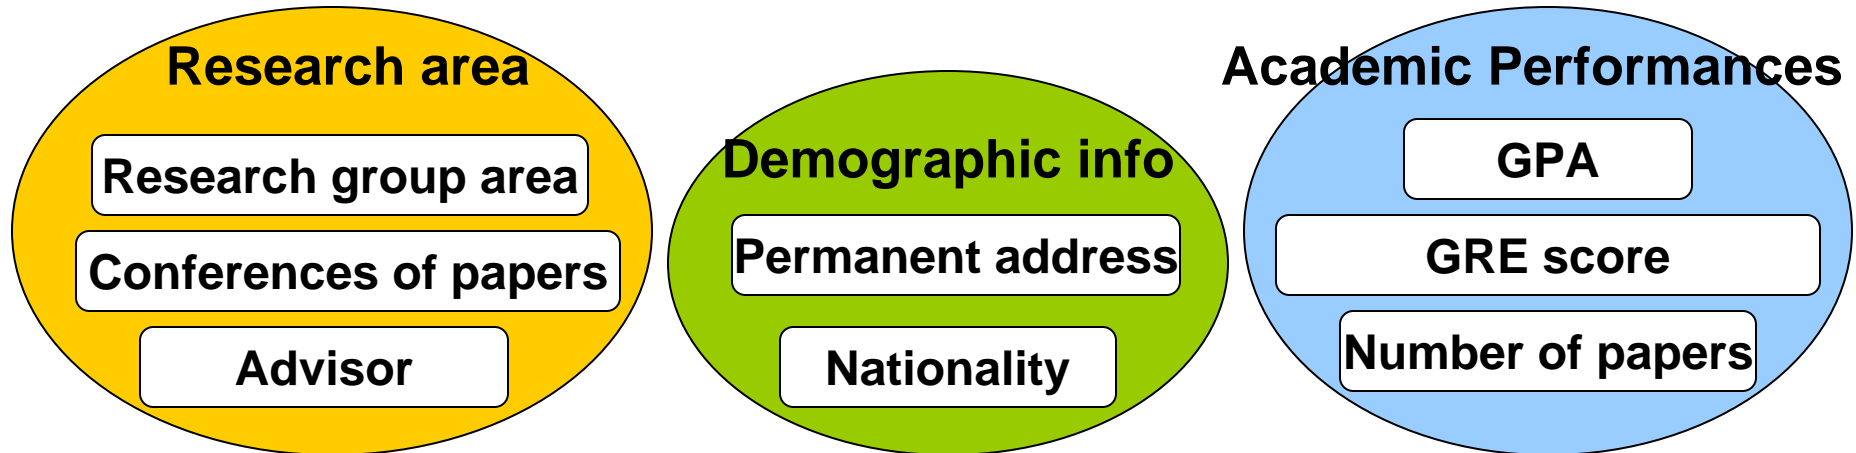 Research area
Research group area
Conferences of papers
Advisor
Demographic info
Permanent address
Nationality
Academic Performances
GPA
GRE score
Number of papers